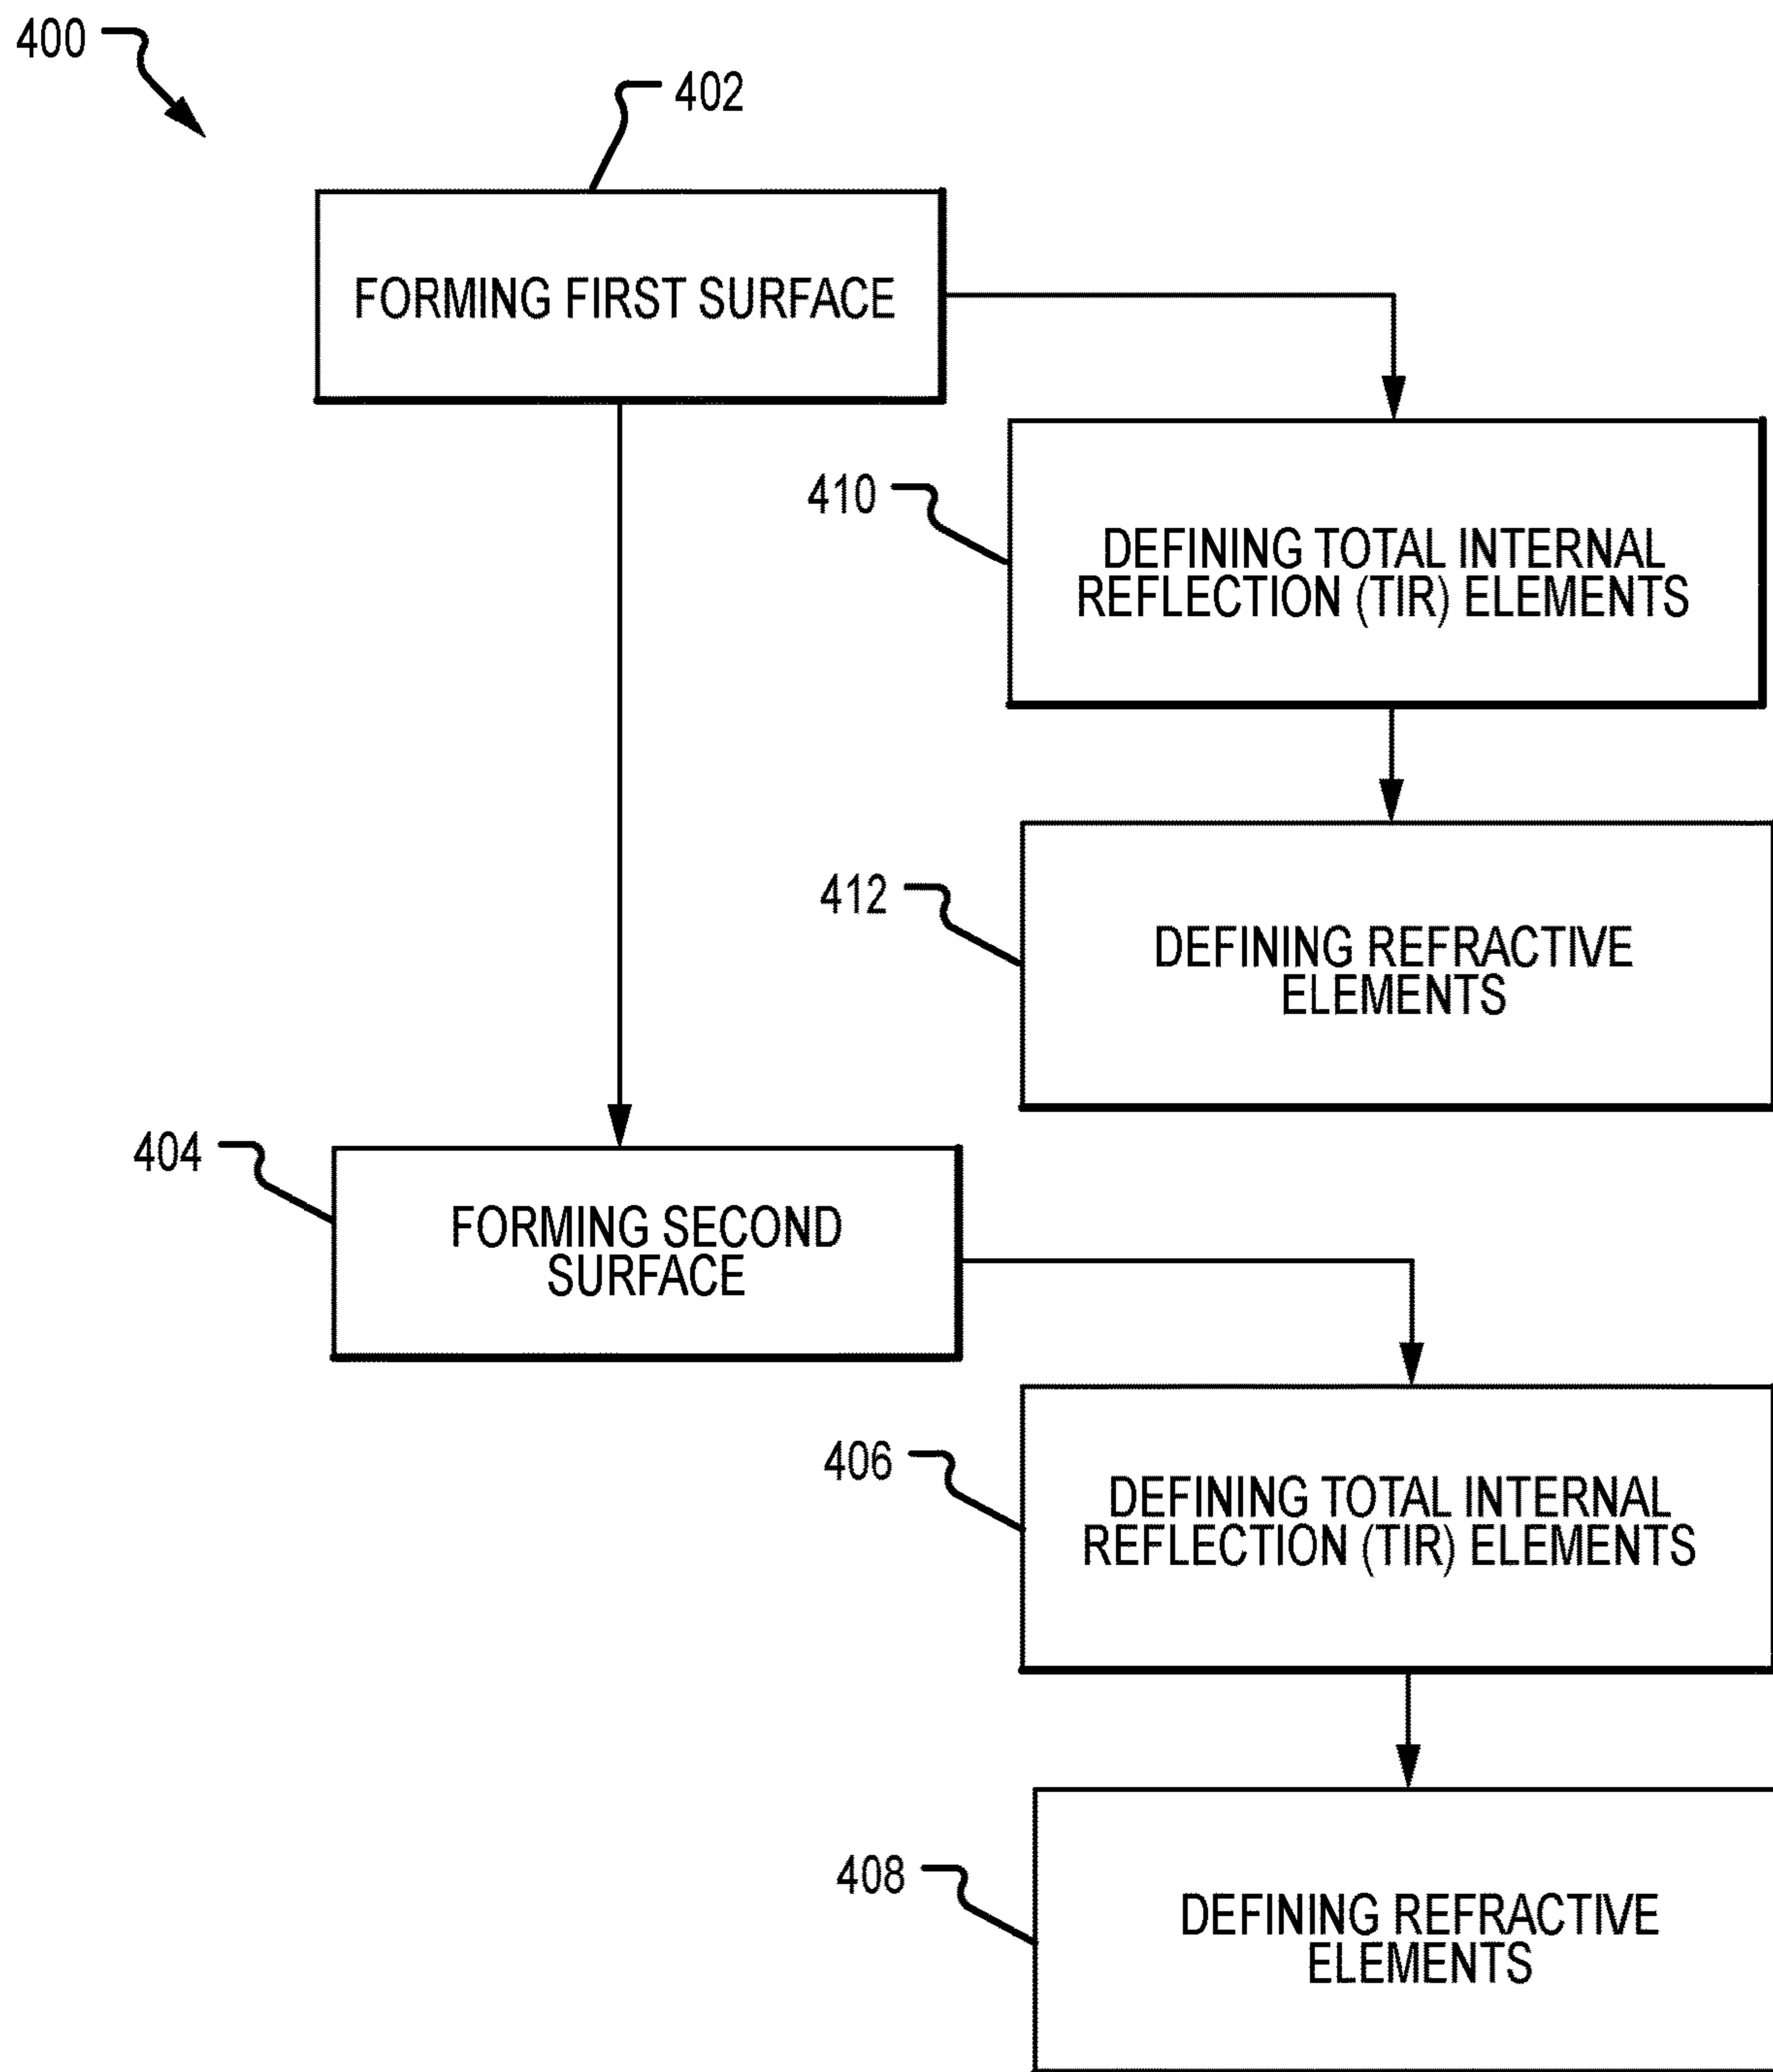 400
402
FORMING FIRST SURFACE
410
DEFINING TOTAL INTERNAL
REFLECTION (TIR) ELEMENTS
412
DEFINING REFRACTIVE
ELEMENTS
404
FORMING SECOND
SURFACE
406
DEFINING TOTAL INTERNAL
REFLECTION (TIR) ELEMENTS
408
DEFINING REFRACTIVE
ELEMENTS